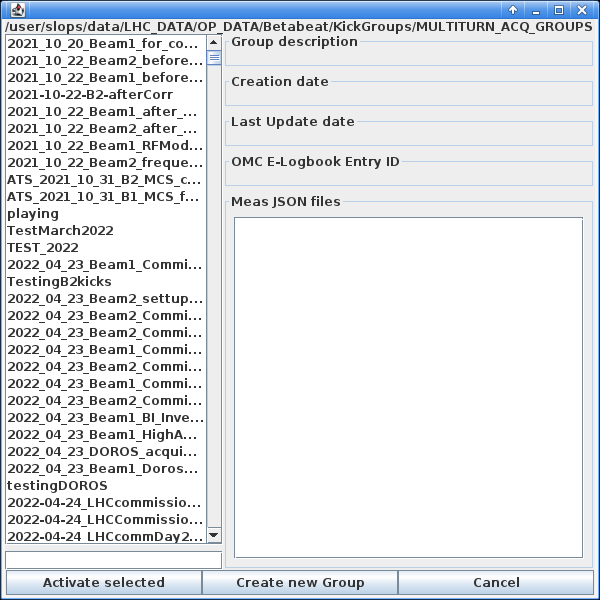 /user/slops/data/LHC_DATA/OP_DATA/Betabeat/KickGroups/MULTITURN_ACQ_GROUPS
2021_10_20_Beam1_for_co...
2021_10_22_Beam2_before...
2021_10_22_Beam1_before...
2021-10-22-B2-afterCorr
2021_10_22_Beam1_after_...
2021_10_22_Beam2_after_...
2021_10_22_Beam1_RFMod...
2021_10_22_Beam2_freque...
ATS_2021_10_31_B2_MCS_c...
ATS_2021_10_31_B1_MCS_f...
playing
TestMarch2022
TEST_2022
2022_04_23_Beam1_Commi...
TestingB2kicks
2022_04_23_Beam2_settup...
2022_04_23_Beam2_Commi...
2022_04_23_Beam2_Commi...
2022_04_23_Beam1_Commi...
2022_04_23_Beam2_Commi...
2022_04_23_Beam1_Commi...
2022_04_23_Beam2_Commi...
2022_04_23_Beam1_BI_Inve...
2022_04_23_Beam1_HighA...
2022_04_23_DOROS_acqui...
2022_04_23_Beam1_Doros...
testingDOROS
2022-04-24_LHCcommissio...
2022-04-24_LHCCommissio...
2022-04-24_LHCcommDay2...
Group description
Creation date
Last Update date
OMC E-Logbook Entry ID
Meas JSON files
Activate selected
Create new Group
Cancel